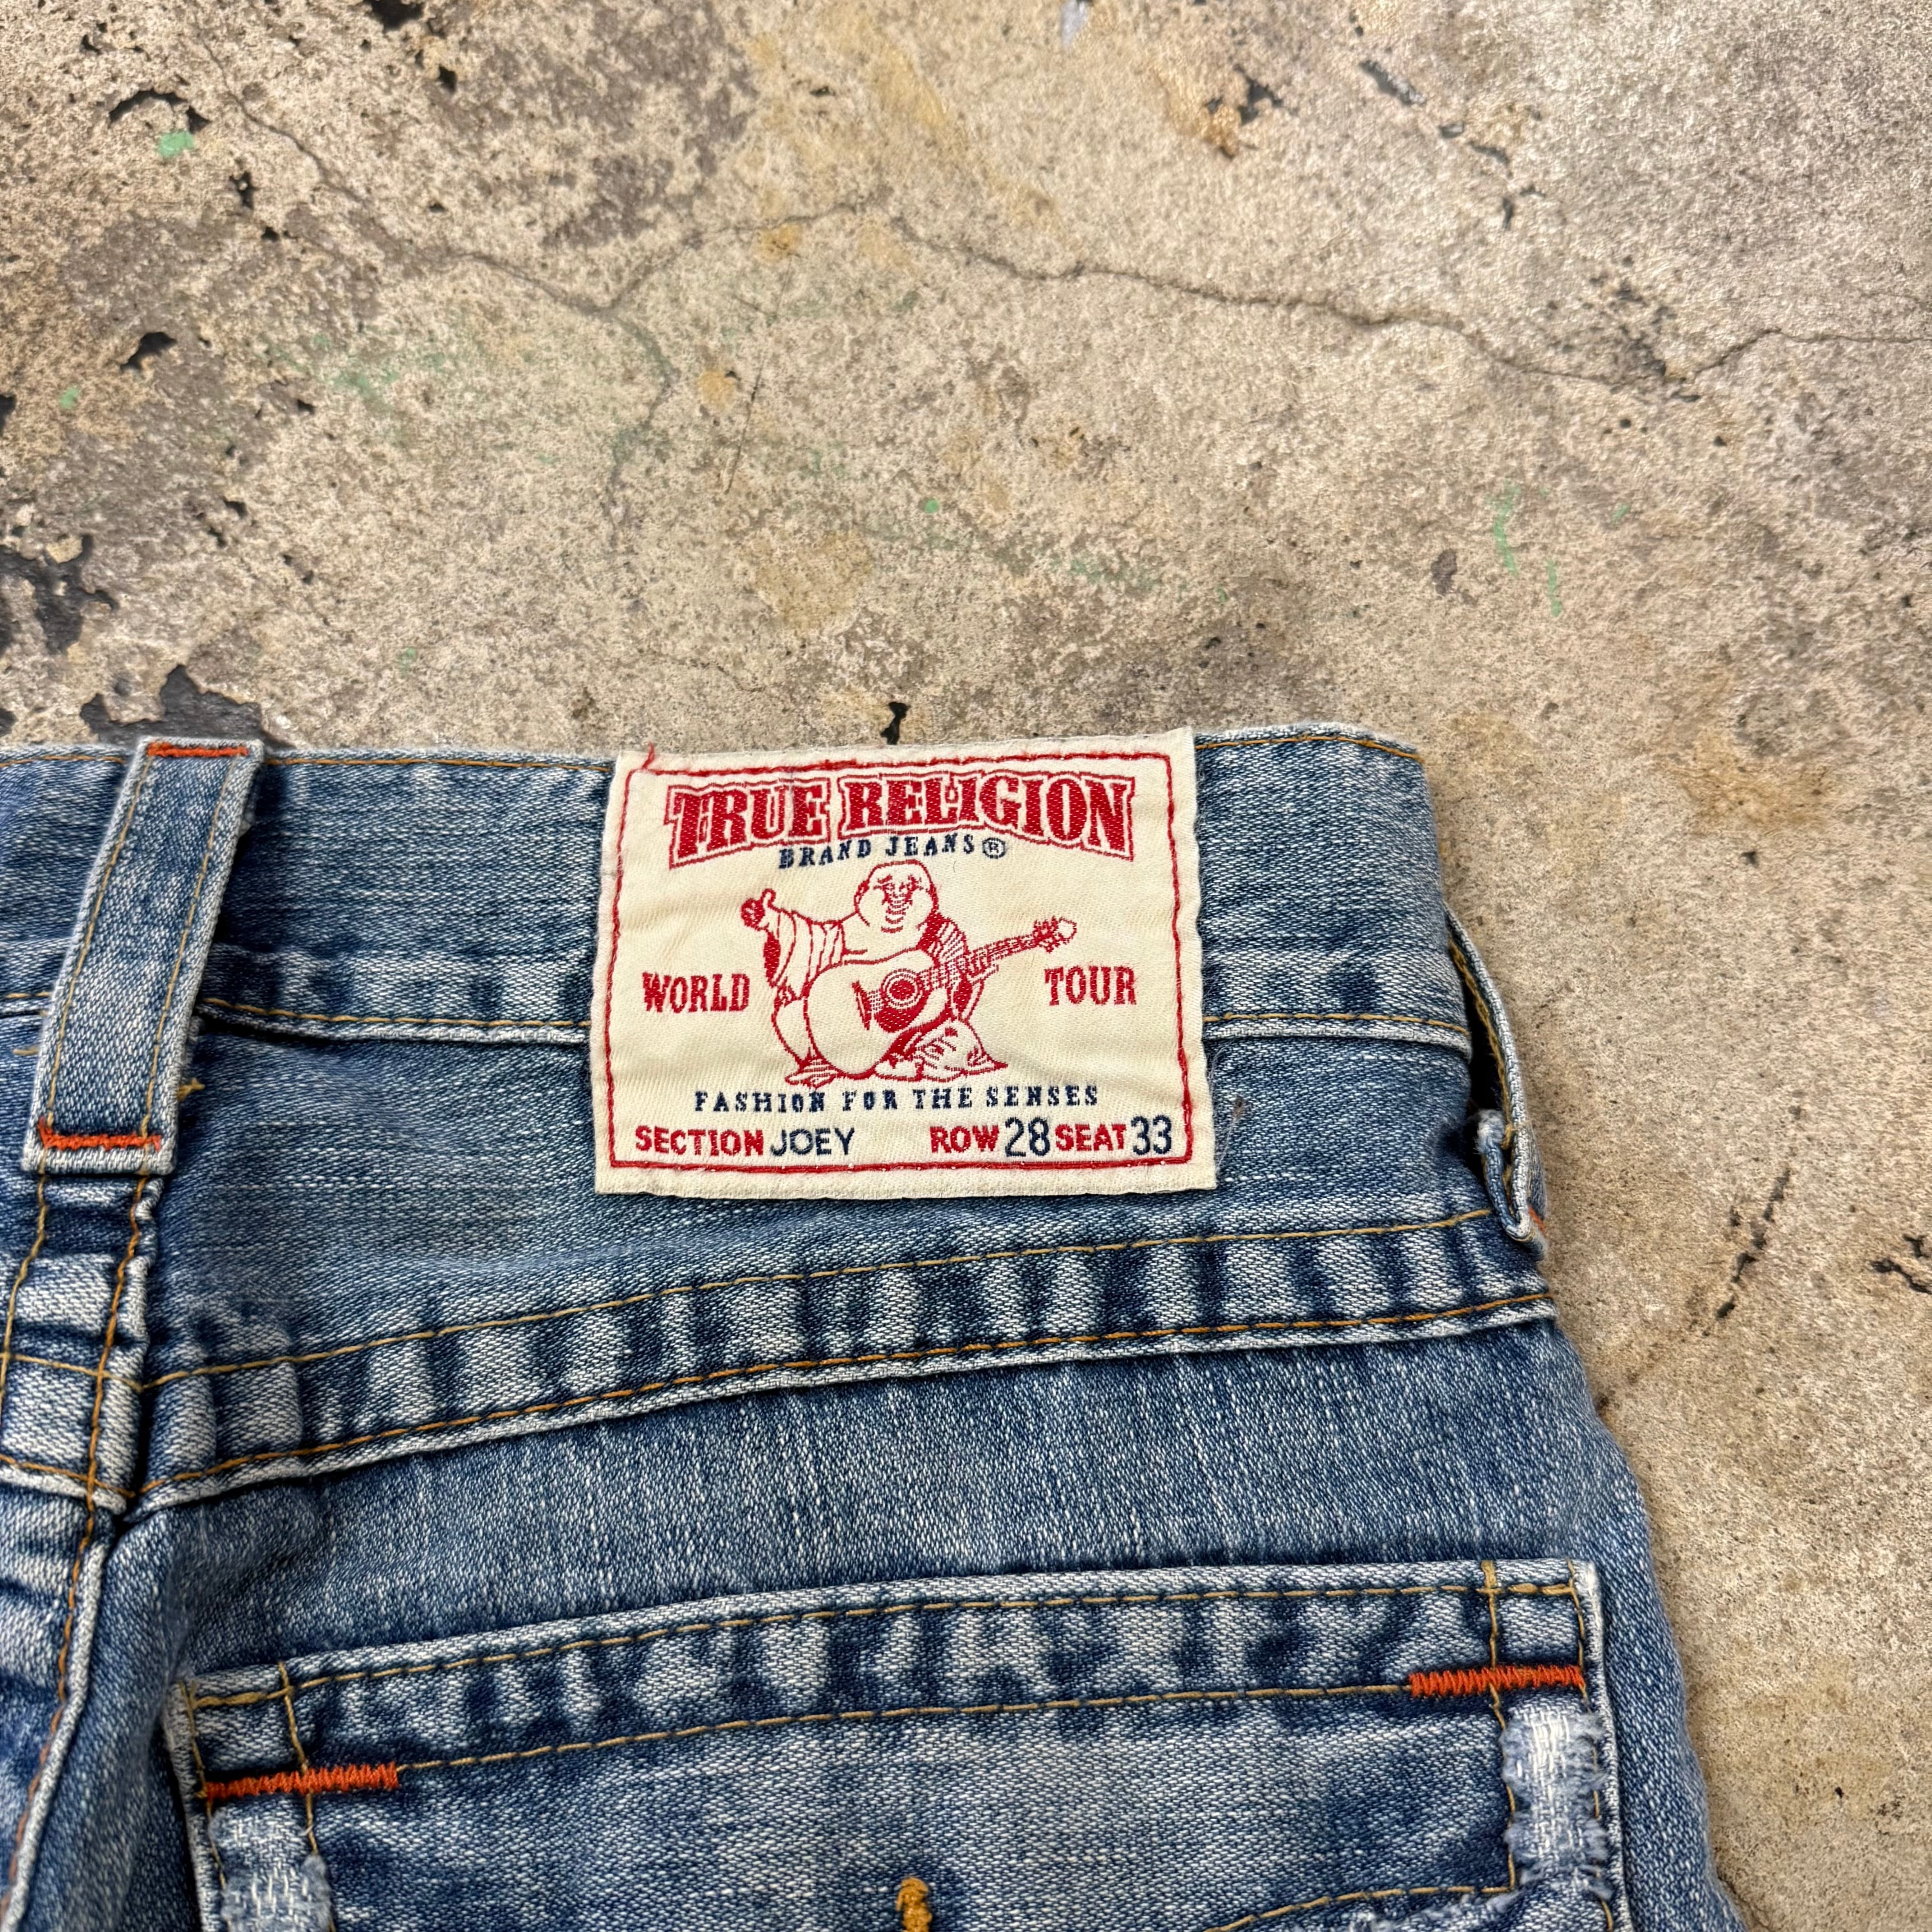 TRUE RELIGION
BRAND JEANS®
WORLD TOUR
FASHION FOR THE SENSES
SECTION JOEY ROW 28 SEAT 33